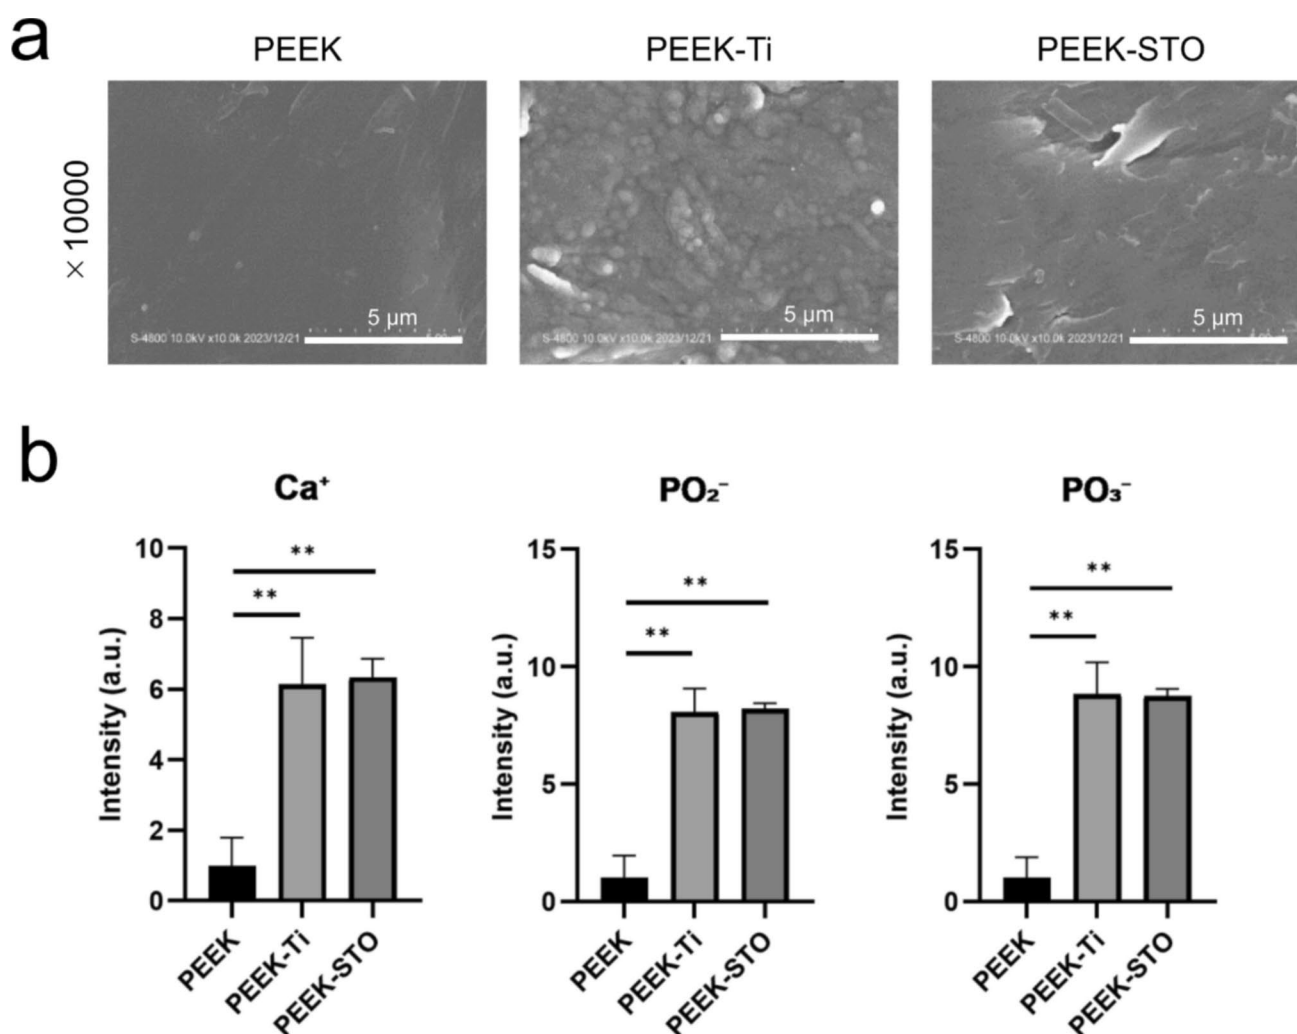 a
PEEK PEEK-Ti PEEK-STO
× 10000
5 μm
S-4800 10.0kV x10.0k 2023/12/21
5 μm
S-4800 10.0kV x10.0k 2023/12/21
5 μm
S-4800 10.0kV x10.0k 2023/12/21
b
Ca⁺
Intensity (a.u.)
10
8
6
4
2
0
**
**
PEEK
PEEK-Ti
PEEK-STO
PO₂⁻
Intensity (a.u.)
15
10
5
0
**
**
PEEK
PEEK-Ti
PEEK-STO
PO₃⁻
Intensity (a.u.)
15
10
5
0
**
**
PEEK
PEEK-Ti
PEEK-STO